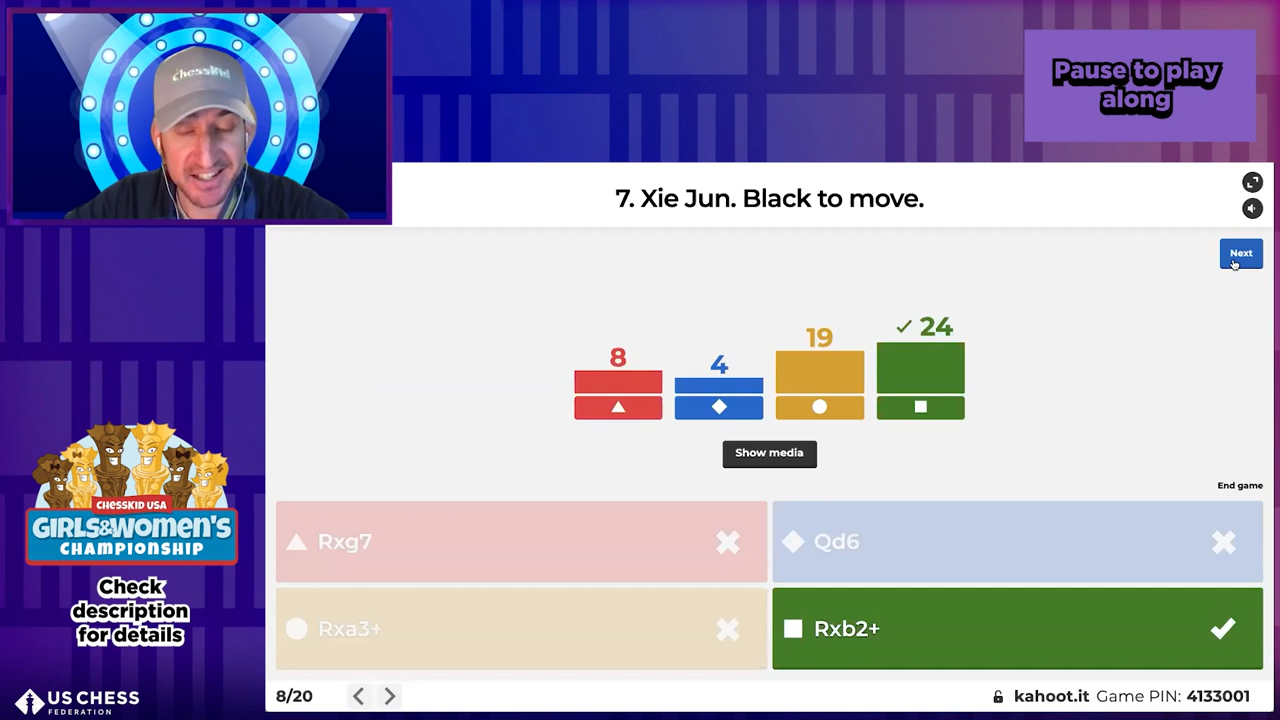 ChessKid
Pause to play
along
7. Xie Jun. Black to move.
Next
8
4
19
24
Show media
End game
Rxg7
Qd6
Rxa3+
Rxb2+
CHESSKID USA
GIRLS&WOMEN'S
CHAMPIONSHIP
Check
description
for details
US CHESS
FEDERATION
8/20
kahoot.it Game PIN: 4133001